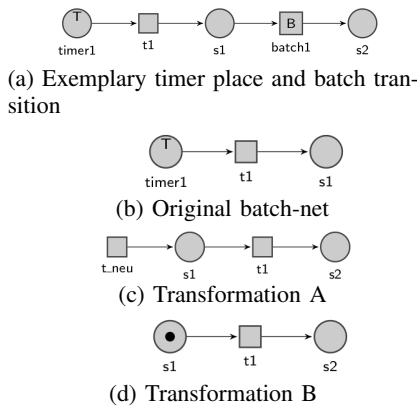 T B
timer1 t1 s1 batch1 s2
(a) Exemplary timer place and batch tran-
sition
T
timer1 t1 s1
(b) Original batch-net
t_neu s1 t1 s2
(c) Transformation A
s1 t1 s2
(d) Transformation B